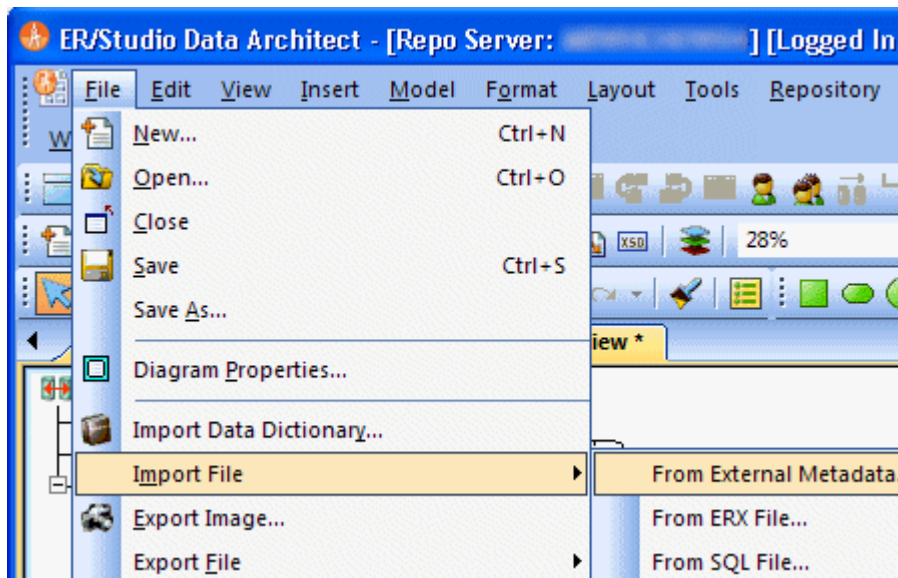 ER/Studio Data Architect - [Repo Server: ] [Logged In
File Edit View Insert Model Format Layout Tools Repository
W
New... Ctrl+N
Open... Ctrl+O
Close
XSD 28%
Save Ctrl+S
Save As...
iew *
Diagram Properties...
Import Data Dictionary...
Import File From External Metadata.
Export Image... From ERX File...
Export File From SQL File...